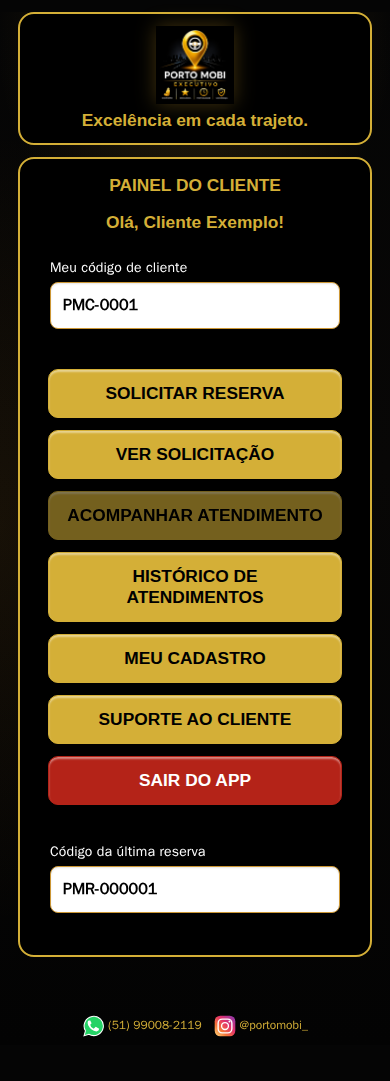 PORTO MOBI
EXECUTIVO
Excelência em cada trajeto.
PAINEL DO CLIENTE
Olá, Cliente Exemplo!
Meu código de cliente
PMC-0001
SOLICITAR RESERVA
VER SOLICITAÇÃO
ACOMPANHAR ATENDIMENTO
HISTÓRICO DE
ATENDIMENTOS
MEU CADASTRO
SUPORTE AO CLIENTE
SAIR DO APP
Código da última reserva
PMR-000001
(51) 99008-2119 @portomobi_